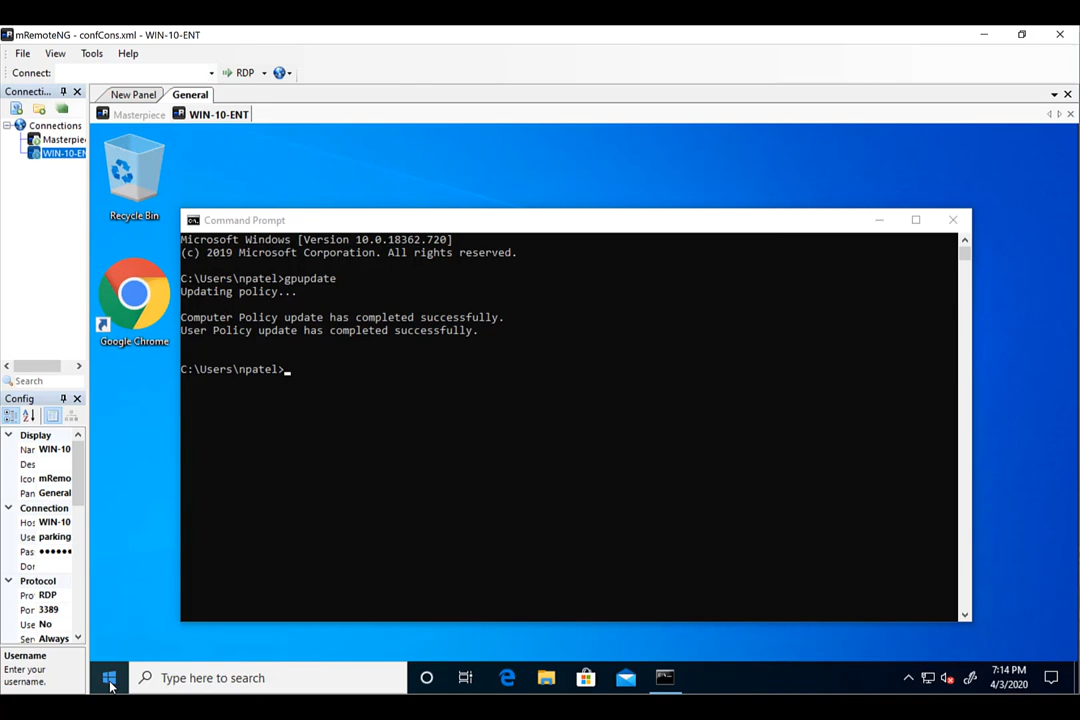 mRemoteNG - confCons.xml - WIN-10-ENT
File View Tools Help
Connect: RDP
Connecti...
New Panel General
Masterpiece WIN-10-ENT
Connections
Masterpie
WIN-10-EN
Recycle Bin
Google Chrome
Command Prompt
Microsoft Windows [Version 10.0.18362.720]
(c) 2019 Microsoft Corporation. All rights reserved.
C:\Users\npatel>gpupdate
Updating policy...
Computer Policy update has completed successfully.
User Policy update has completed successfully.
C:\Users\npatel>
Search
Config
Display
Nar WIN-10
Des
Icor mRemo
Pan General
Connection
Hos WIN-10
Use parking
Pas ●●●●●●
Dor
Protocol
Pro RDP
Por 3389
Use No
Ser Always
Username
Enter your
username.
Type here to search
7:14 PM
4/3/2020